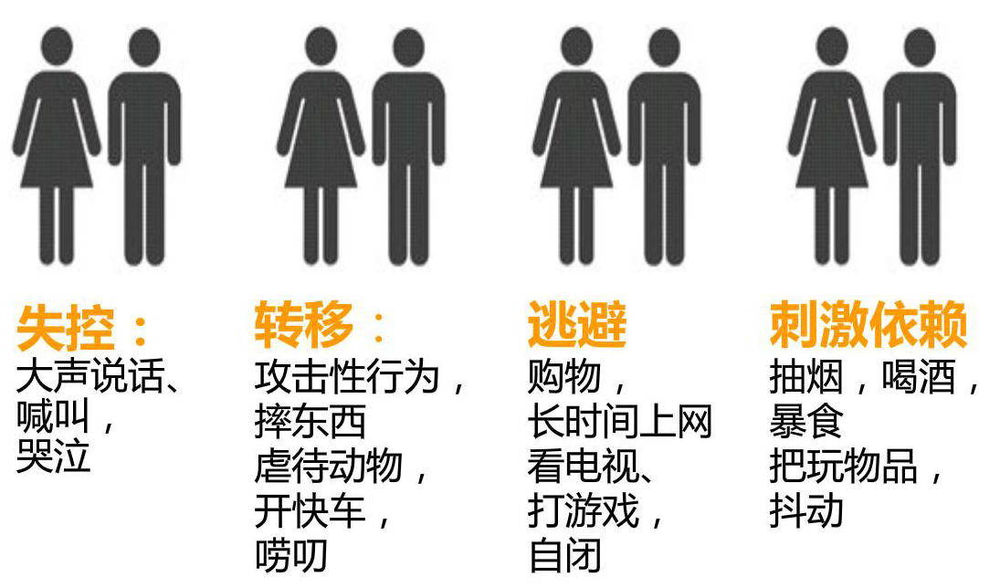 失控：
大声说话、
喊叫，
哭泣
转移：
攻击性行为，
摔东西
虐待动物，
开快车，
唠叨
逃避
购物，
长时间上网
看电视、
打游戏，
自闭
刺激依赖
抽烟，喝酒，
暴食
把玩物品，
抖动